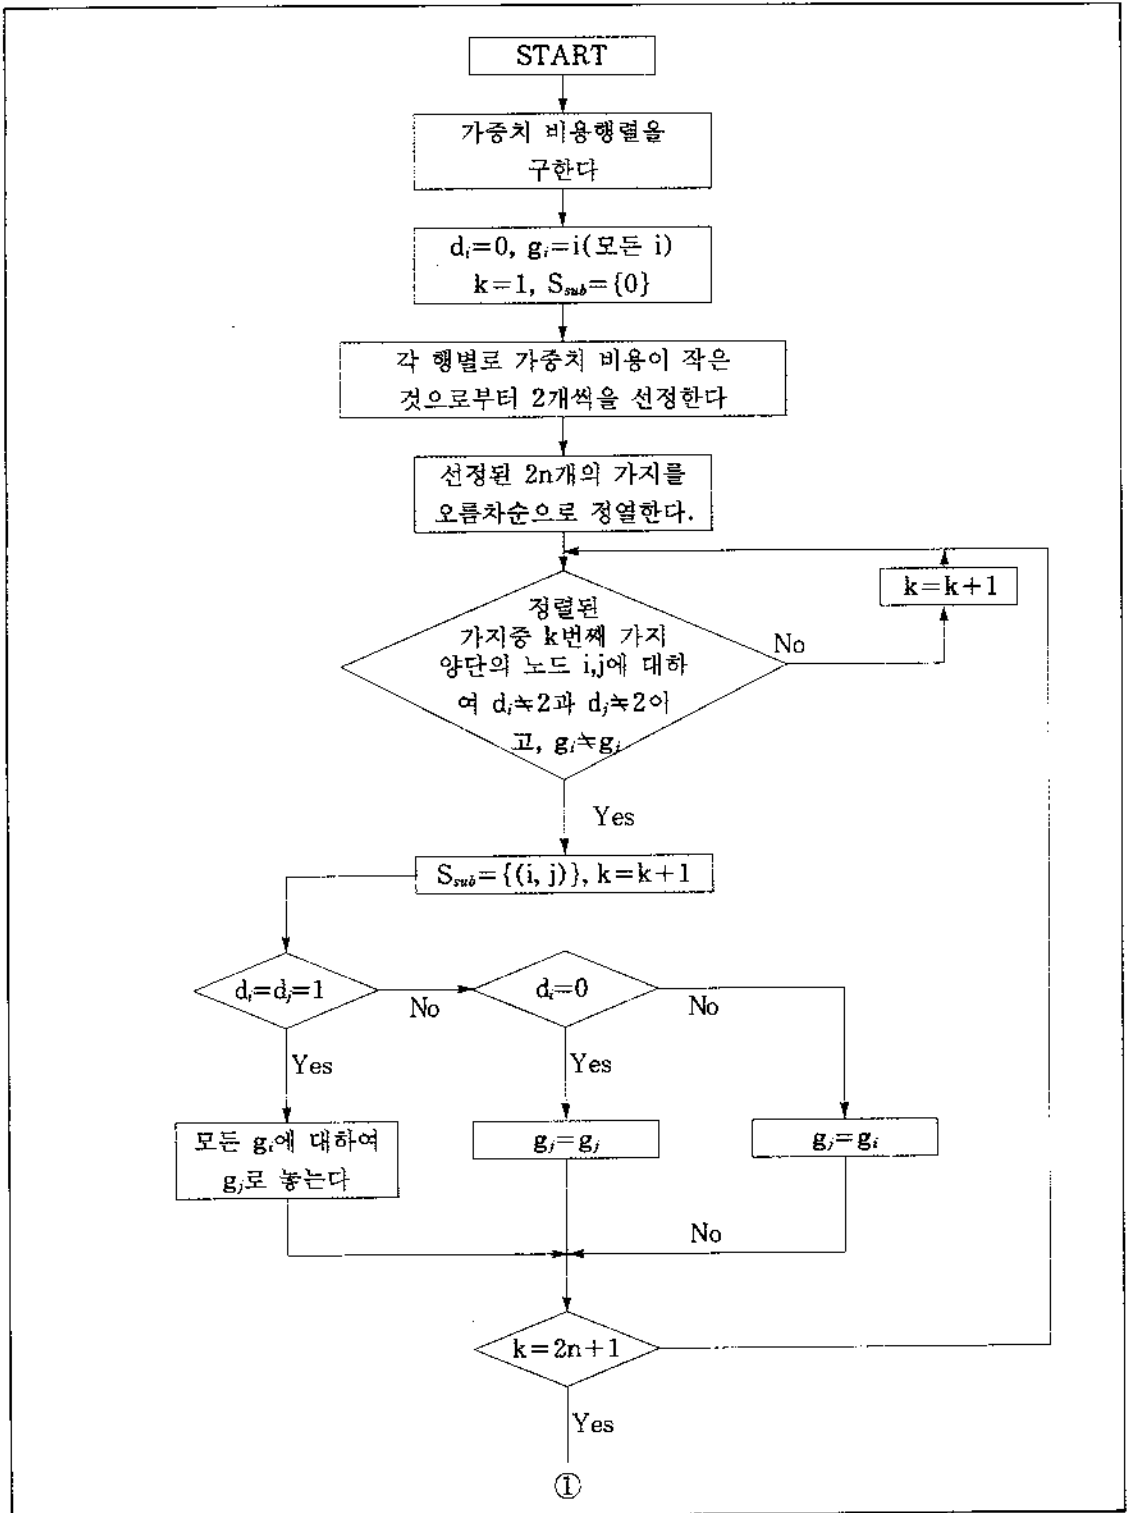 START
가중치 비용행렬을
구한다
dᵢ=0, gᵢ=i(모든 i)
k=1, Sₛᵤb={0}
각 행별로 가중치 비용이 작은
것으로부터 2개씩을 선정한다
선정된 2n개의 가지를
오름차순으로 정열한다.
k=k+1
정렬된
가지중 k번째 가지
양단의 노드 i,j에 대하
여 dᵢ≒2과 dⱼ≒2이
고, gᵢ≒gⱼ
No
Yes
Sₛᵤb={(i, j)}, k=k+1
dᵢ=dⱼ=1
No
dᵢ=0
No
Yes
Yes
모든 gᵢ에 대하여
gⱼ로 놓는다
gⱼ=gⱼ
gⱼ=gᵢ
No
k=2n+1
Yes
①